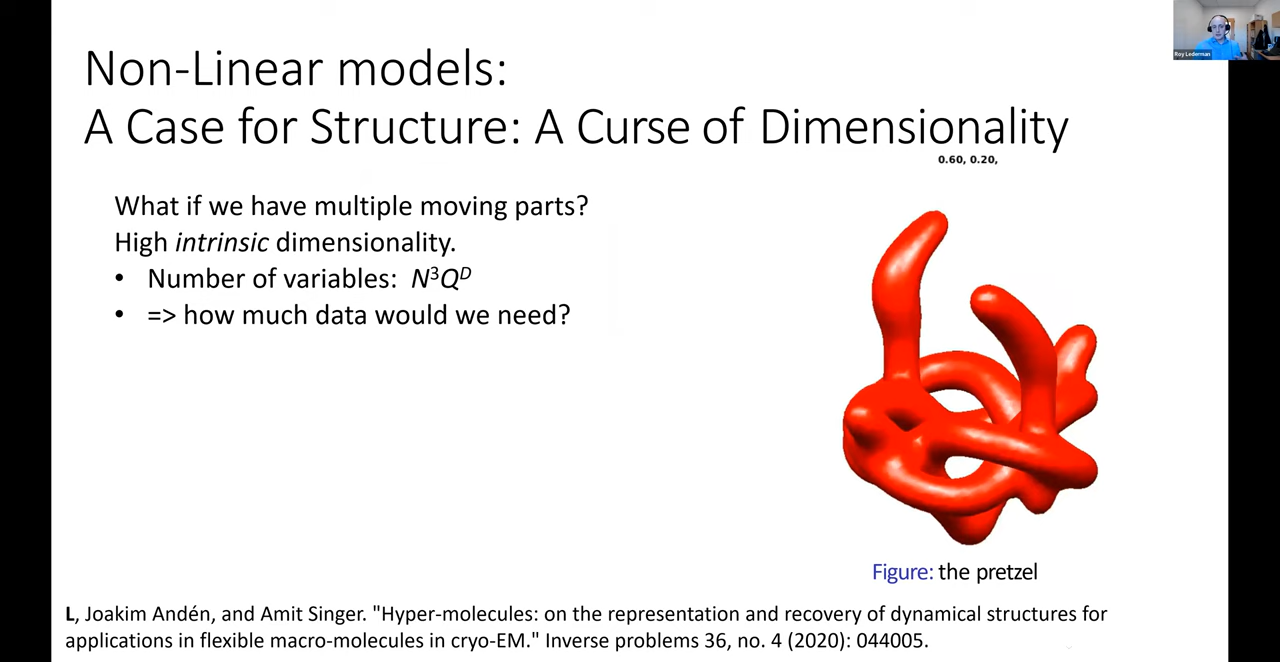 Roy Lederman
Non-Linear models:
A Case for Structure: A Curse of Dimensionality
0.60, 0.20,
What if we have multiple moving parts?
High intrinsic dimensionality.
• Number of variables: N³Qᴰ
• => how much data would we need?
Figure: the pretzel
L, Joakim Andén, and Amit Singer. "Hyper-molecules: on the representation and recovery of dynamical structures for
applications in flexible macro-molecules in cryo-EM." Inverse problems 36, no. 4 (2020): 044005.